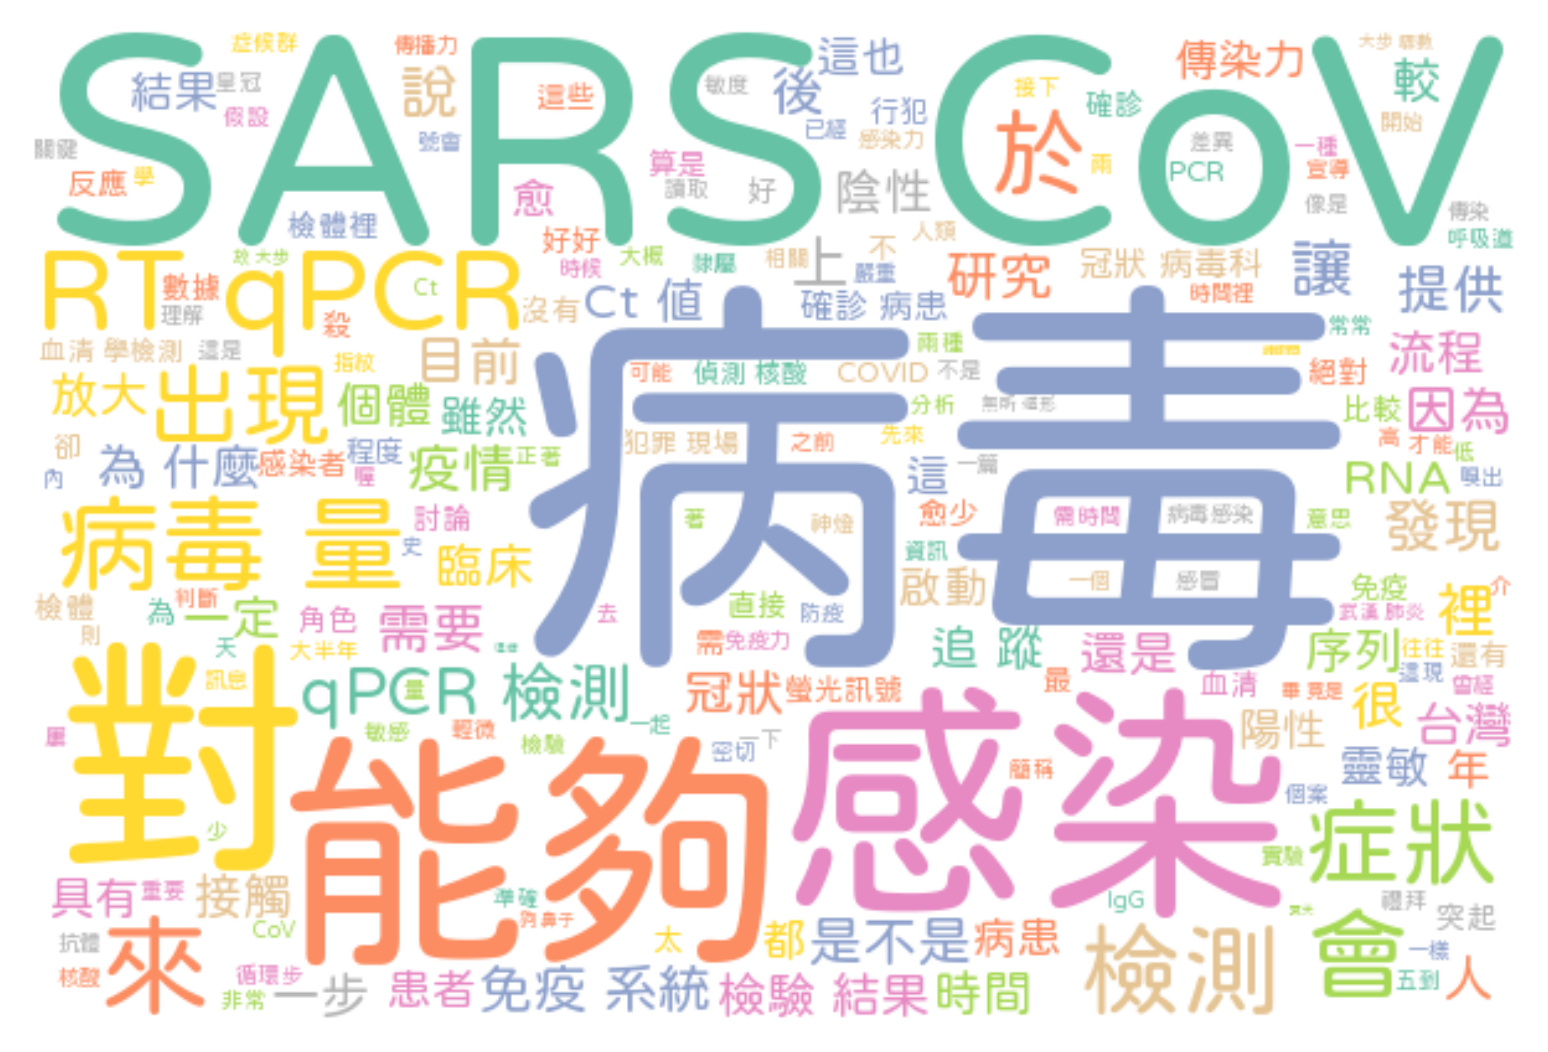 SARS CoV
症候群
傳播力
結果
皇冠
說
這些
敏度
後
這也
行犯
接下
確診
傳染力
較
開始
假設
號會
已經
感染力
於
差異
一種
關鍵
反應
學
愈
算是
讀取
好
陰性
雨
PCR
宣導
像是
傳染
檢體裡
呼吸道
好好
大概
時候
隸屬
相關
上
不
人類
嚴重
研究
冠狀 病毒科
時間裡
讓
提供
RT qPCR
放 大步
數據
理解
殺
Ct
沒有
Ct 值
確診 病患
常常
血清 學檢測
這是
指紋
目前
兩種
可能
偵測 核酸
COVID
不是
絕對
流程
放大
出現
個體
雖然
病毒
分析
比較
因為
卻
為 什麼
感染者
程度
喔
疫情
正著
犯罪 現場
之前
先來
高
才能
低
內
這
一篇
RNA
嗅出
病毒 量
討論
史
臨床
著
神燈
愈少
資訊
需時間
病毒感染
意思
發現
啟動
一個
感冒
免疫
介
檢體
則
為
判斷
一定
天
角色
大半年
需要
去
直接
防疫
需
免疫力
追 蹤
還是
武漢 肺炎
裡
序列
往往
還有
對
訊息
qPCR 檢測
量
冠狀
螢光訊號
最
血清
畢 竟是
很
這現
曾經
屬
敏感
輕微
檢驗
一起
密切
一下
感染
簡稱
陽性
台灣
靈敏
年
個案
少
能夠
實驗
症狀
具有
重要
接觸
準確
狗 鼻子
IgG
禮拜
突起
抗體
CoV
來
太
都
是不是
病患
檢測
會
一樣
核酸
循環步
非常
一步
患者
免疫 系統
檢驗 結果
時間
五到
人